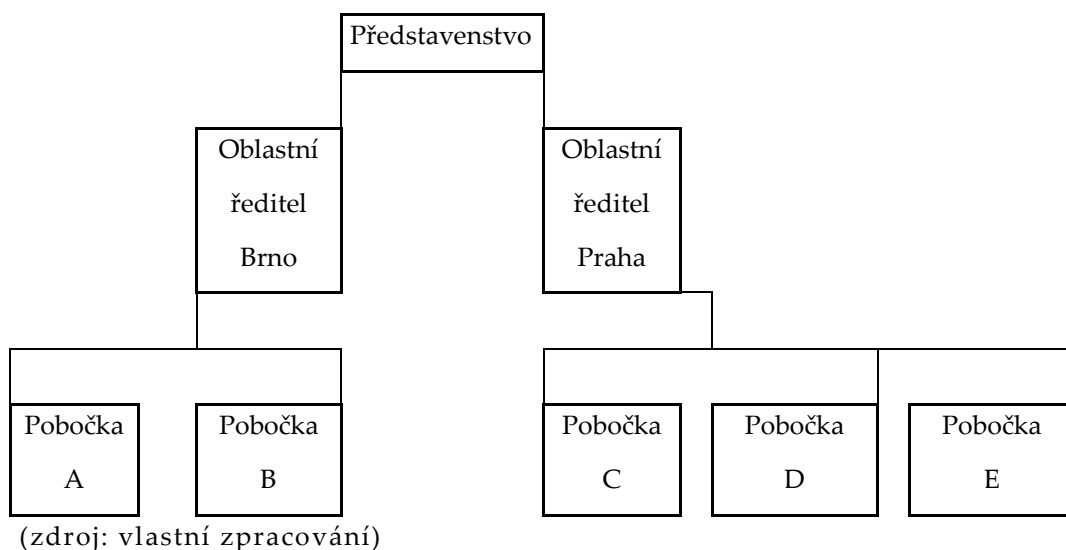 Představenstvo
Oblastní
ředitel
Brno
Oblastní
ředitel
Praha
Pobočka
A
Pobočka
B
Pobočka
C
Pobočka
D
Pobočka
E
(zdroj: vlastní zpracování)